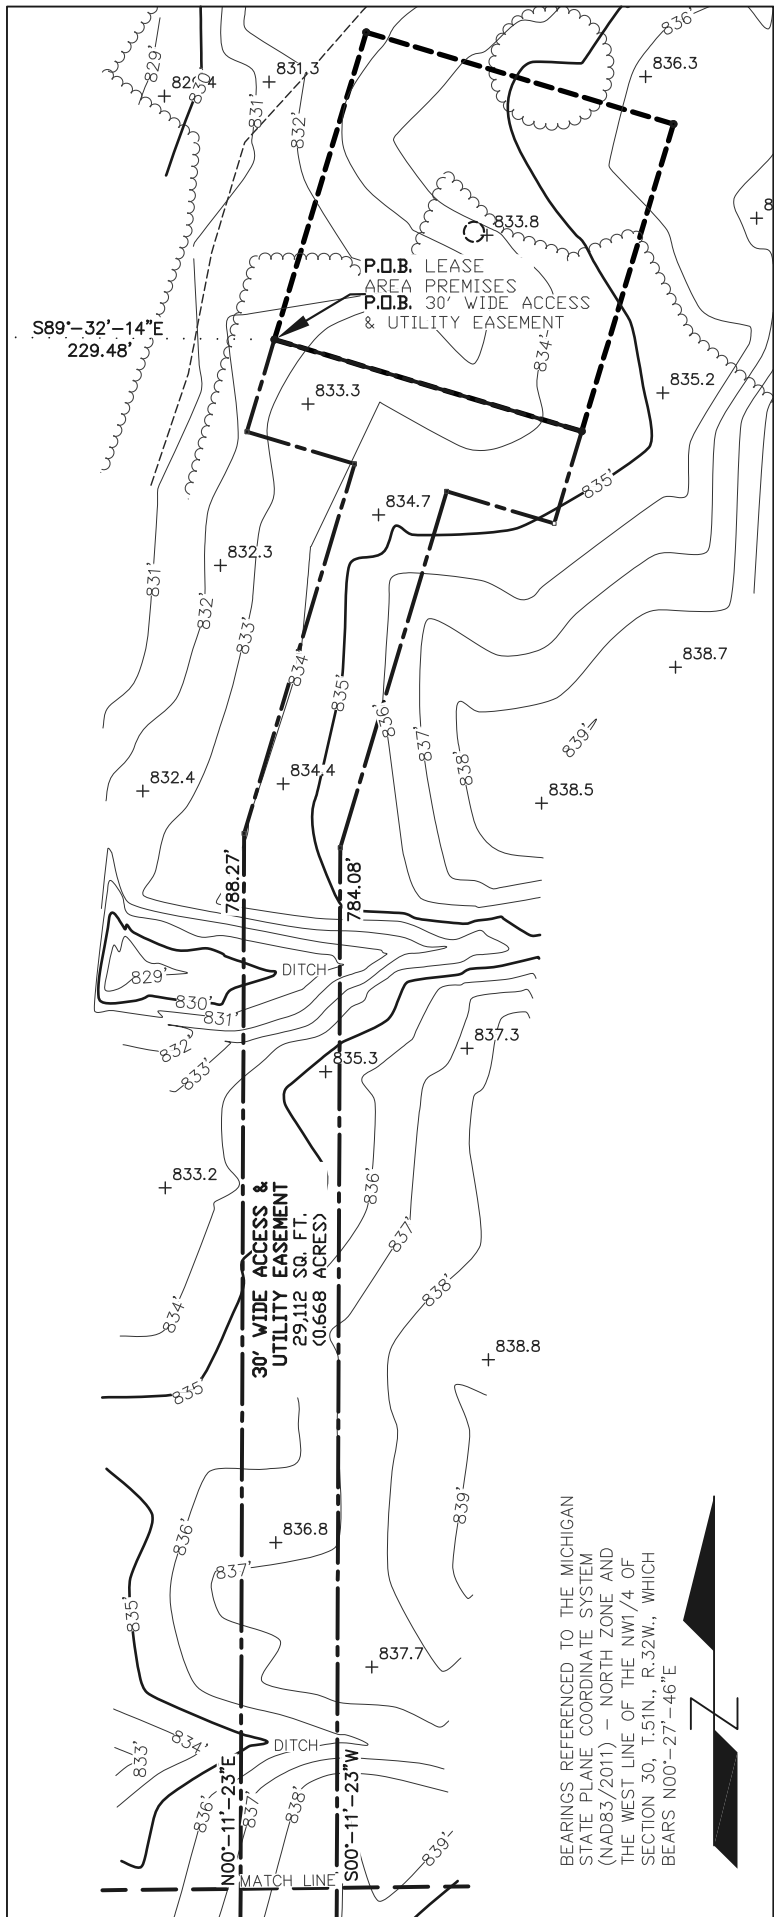 836'
829'
831.3
836.3
830'
831'
832'
833.8
P.O.B. LEASE
AREA PREMISES
P.O.B. 30' WIDE ACCESS
& UTILITY EASEMENT
S89°-32'-14"E
229.48'
834'
835.2
833.3
835'
834.7
832.3
831'
832'
833'
834'
835'
836'
837'
838'
838.7
839'
832.4
834.4
838.5
788.27'
784.08'
DITCH
829'
830'
831'
832'
833'
835.3
837.3
833.2
836'
837'
838'
30' WIDE ACCESS &
UTILITY EASEMENT
29,112 SQ. FT.
(0.668 ACRES)
834'
835'
838.8
839'
836'
836.8
837'
835'
837.7
834'
833'
DITCH
836'
837'
838'
839'
N00°-11'-23"E
S00°-11'-23"W
MATCH LINE
BEARINGS REFERENCED TO THE MICHIGAN
STATE PLANE COORDINATE SYSTEM
(NAD83/2011) – NORTH ZONE AND
THE WEST LINE OF THE NW1/4 OF
SECTION 30, T.51N., R.32W., WHICH
BEARS N00°-27'-46"E
Z